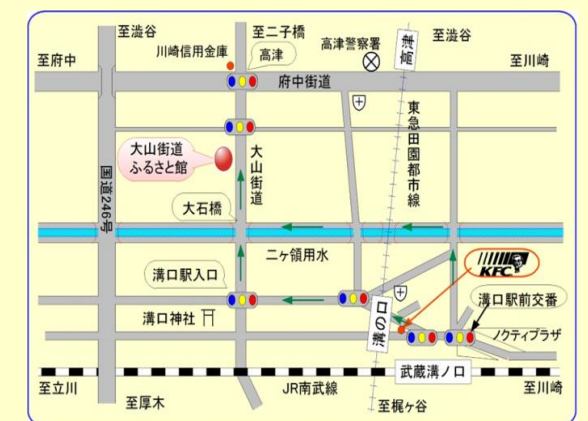 至澁谷
至二子橋
至府中
川崎信用金庫
高津
高津警察署
高津
至澁谷
至川崎
府中街道
大山街道
ふるさと館
大山街道
東急田園都市線
国道246号
大石橋
二ヶ領用水
KFC
溝口駅入口
溝口駅前交番
溝口神社
溝の口
ノクティプラザ
武蔵溝ノ口
至立川
JR南武線
至川崎
至厚木
至梶ヶ谷